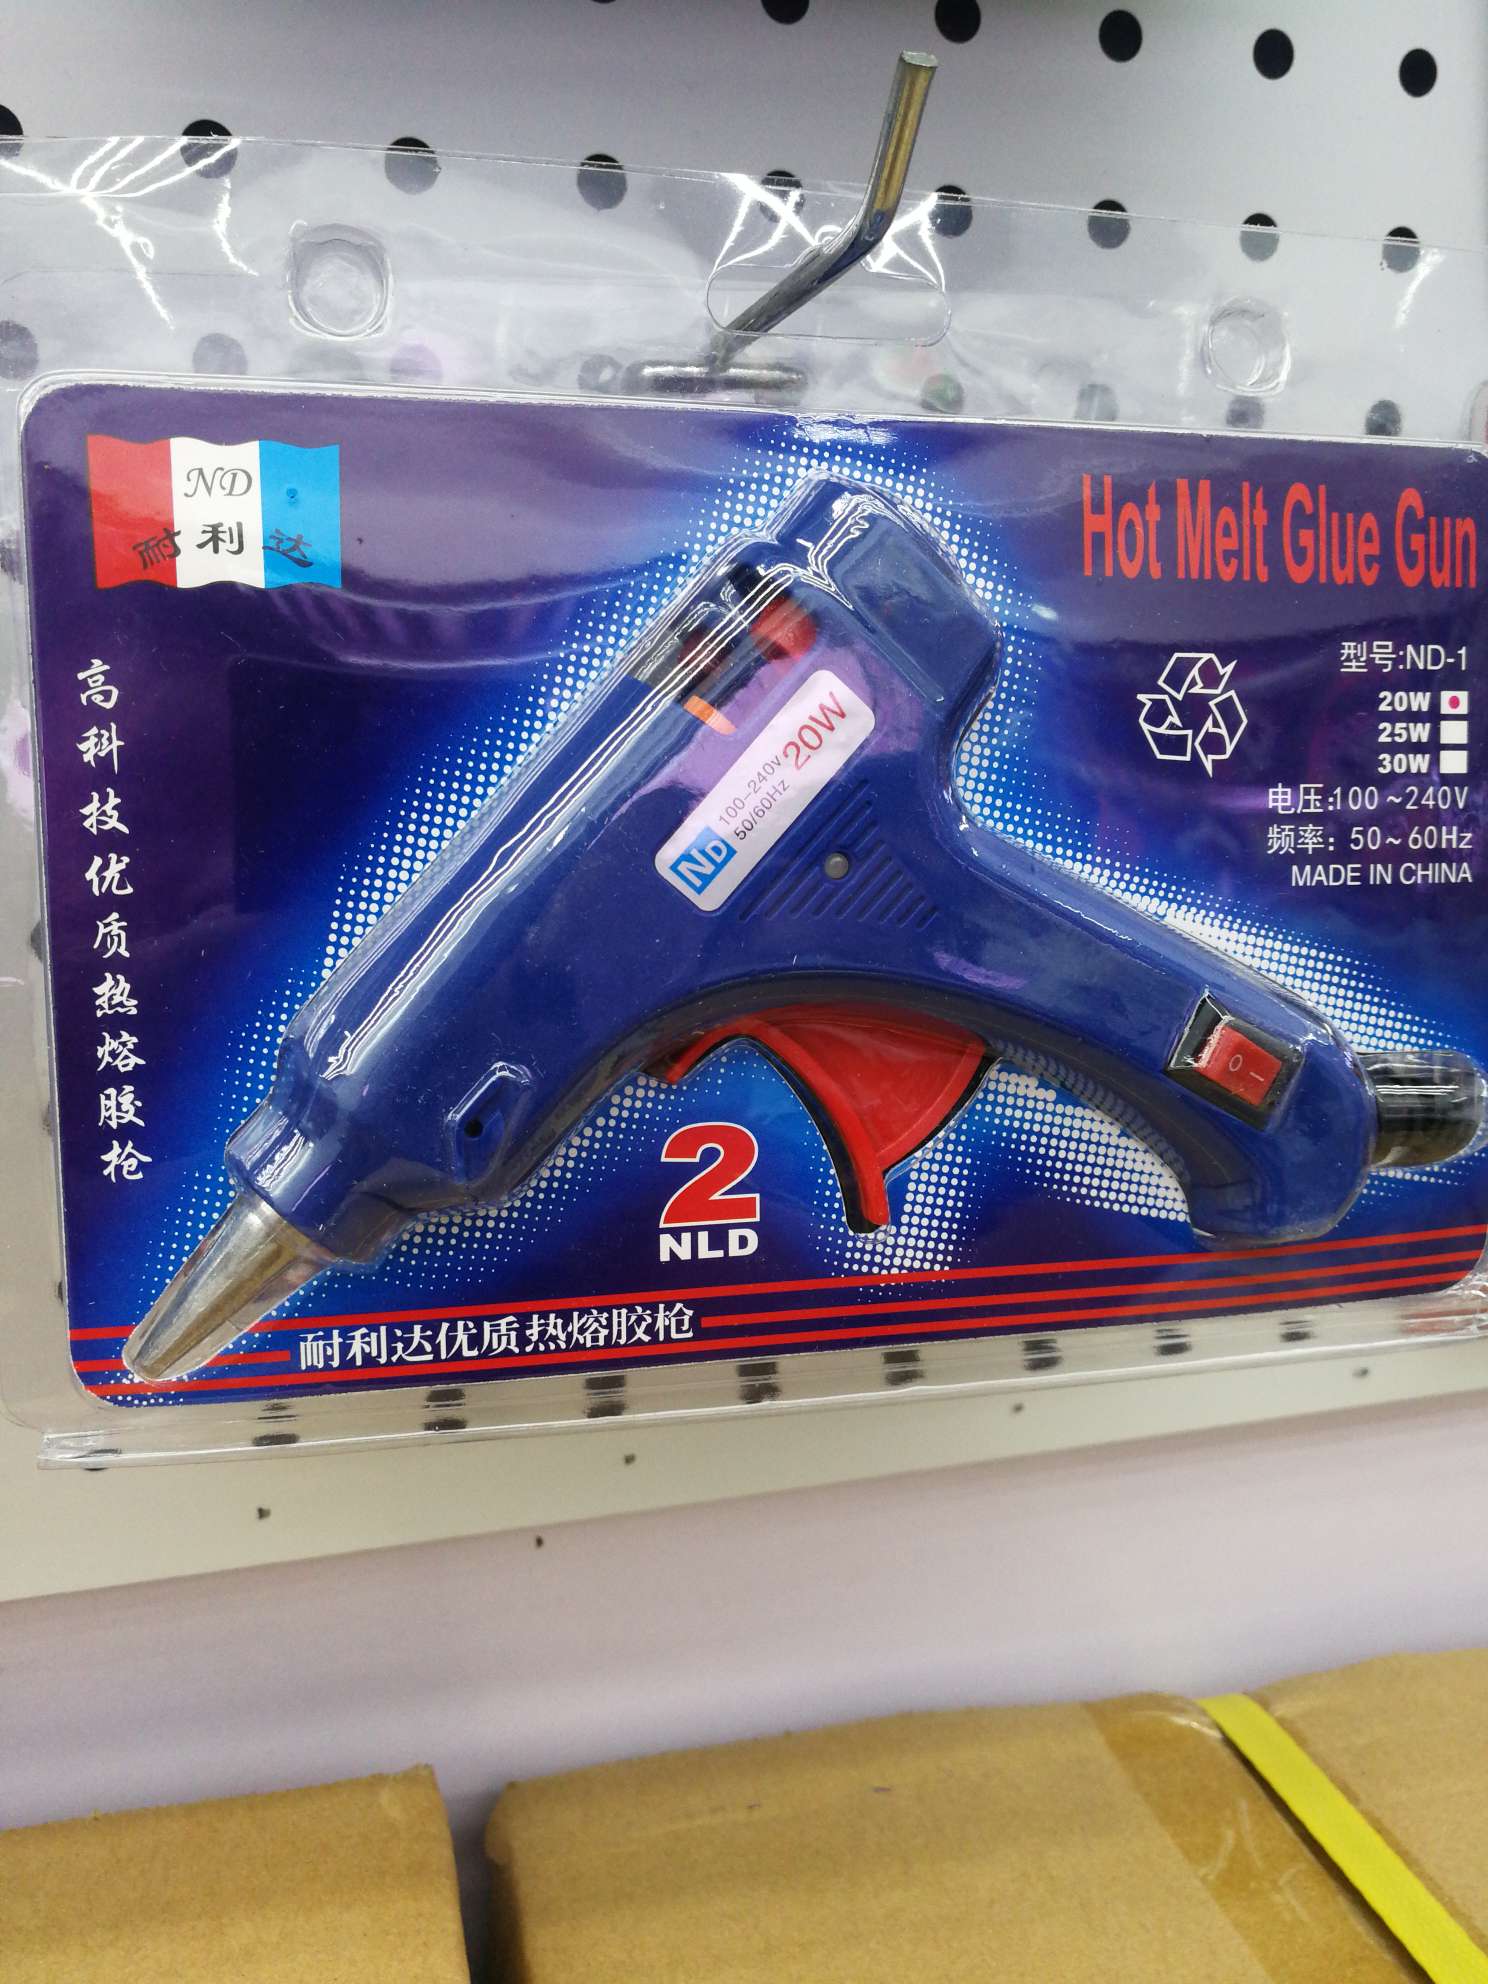 ND
耐利达
Hot Melt Glue Gun
型号:ND-1
20W
25W
30W
电压:100~240V
频率: 50~60Hz
MADE IN CHINA
高科技优质热熔胶枪
ND
100-240V
50/60Hz
20W
2
NLD
耐利达优质热熔胶枪